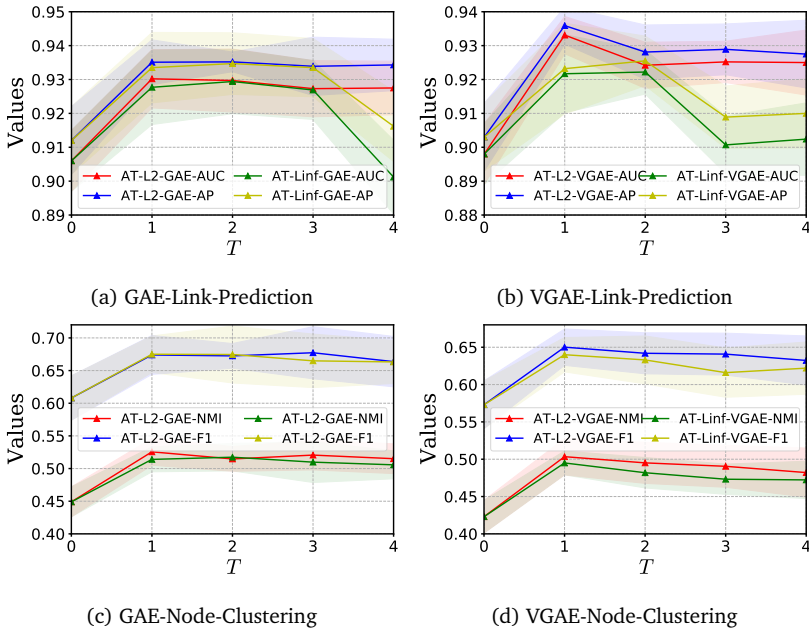 0.95
0.94
0.93
0.92
0.91
0.90
0.89
Values
AT-L2-GAE-AUC
AT-L2-GAE-AP
AT-Linf-GAE-AUC
AT-Linf-GAE-AP
0 1 2 3 4
T
(a) GAE-Link-Prediction
0.94
0.93
0.92
0.91
0.90
0.89
0.88
Values
AT-L2-VGAE-AUC
AT-L2-VGAE-AP
AT-Linf-VGAE-AUC
AT-Linf-VGAE-AP
0 1 2 3 4
T
(b) VGAE-Link-Prediction
0.70
0.65
0.60
0.55
0.50
0.45
0.40
Values
AT-L2-GAE-NMI
AT-L2-GAE-F1
AT-L2-GAE-NMI
AT-L2-GAE-F1
0 1 2 3 4
T
(c) GAE-Node-Clustering
0.65
0.60
0.55
0.50
0.45
0.40
Values
AT-L2-VGAE-NMI
AT-L2-VGAE-F1
AT-Linf-VGAE-NMI
AT-Linf-VGAE-F1
0 1 2 3 4
T
(d) VGAE-Node-Clustering